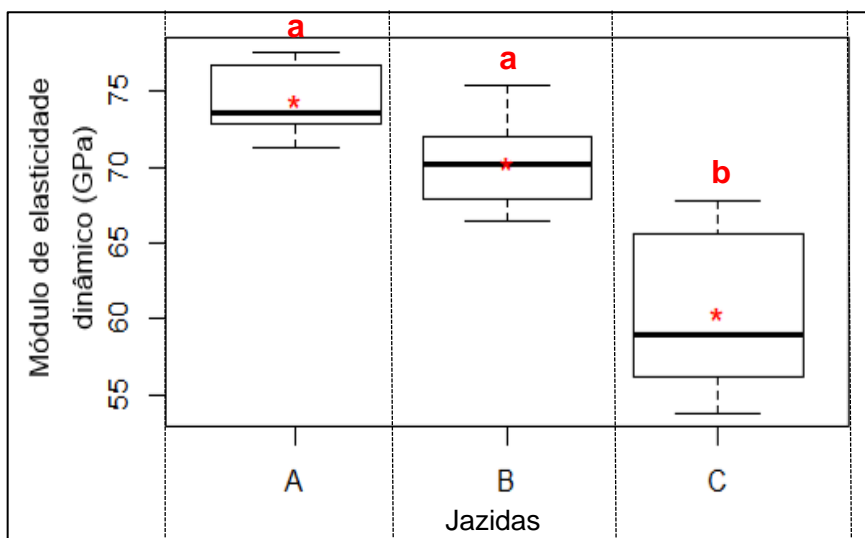 a
a
b
Módulo de elasticidade
dinâmico (GPa)
75
70
65
60
55
*
*
*
A B C
Jazidas